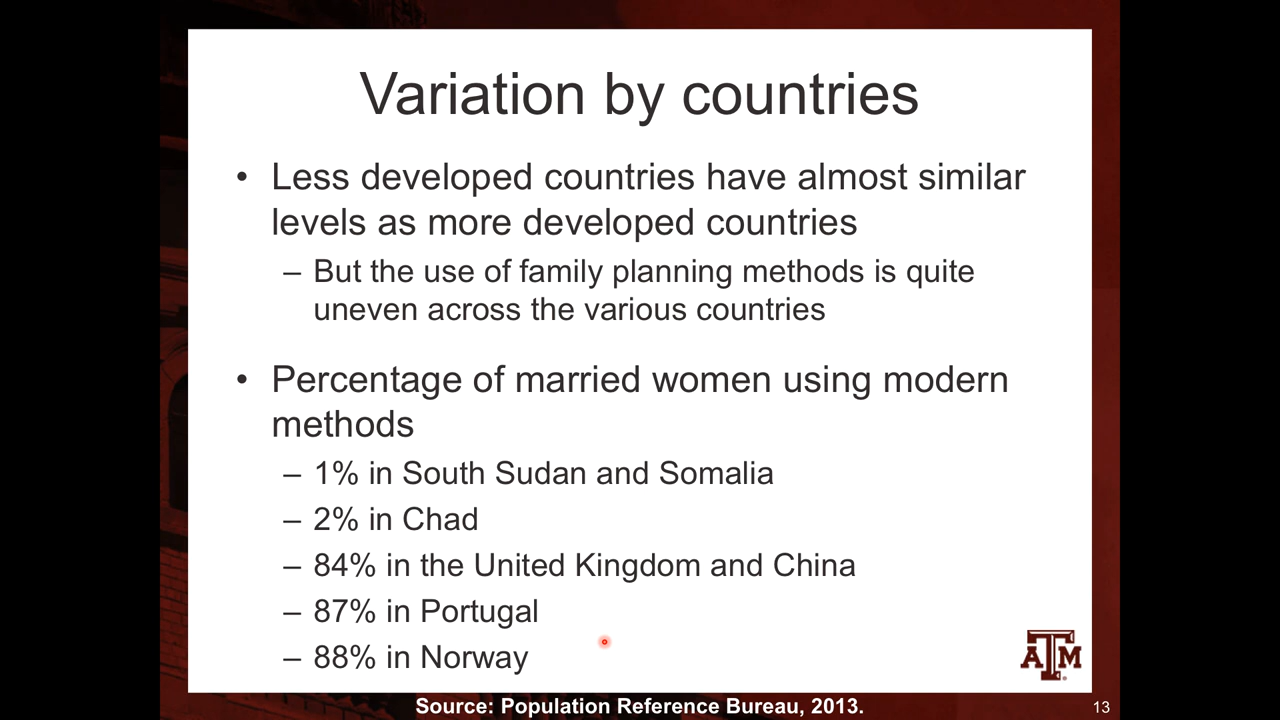 Variation by countries
• Less developed countries have almost similar
levels as more developed countries
– But the use of family planning methods is quite
uneven across the various countries
• Percentage of married women using modern
methods
– 1% in South Sudan and Somalia
– 2% in Chad
– 84% in the United Kingdom and China
– 87% in Portugal
– 88% in Norway
ATM
Source: Population Reference Bureau, 2013.
13